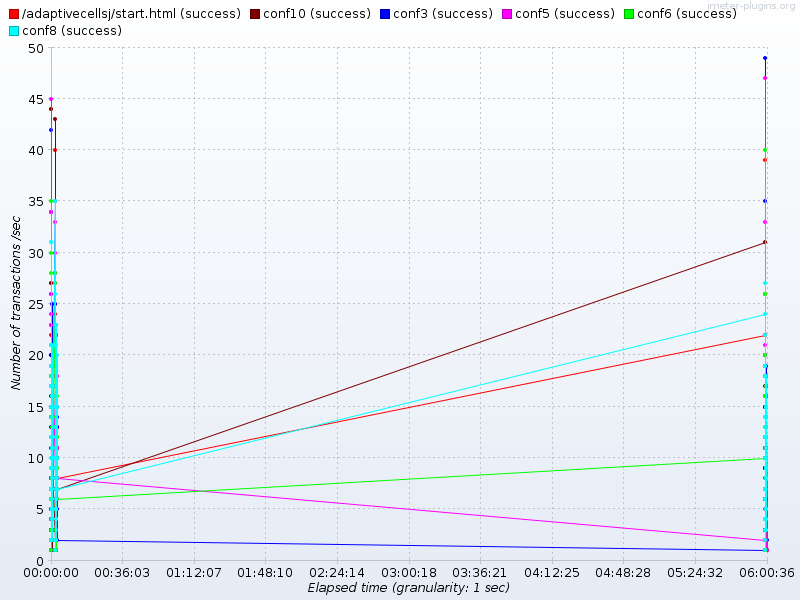 jmeter-plugins.org
/adaptivecellsj/start.html (success) conf10 (success) conf3 (success) conf5 (success) conf6 (success)
conf8 (success)
50
45
40
35
30
25
20
15
10
5
0
Number of transactions /sec
00:00:00 00:36:03 01:12:07 01:48:10 02:24:14 03:00:18 03:36:21 04:12:25 04:48:28 05:24:32 06:00:36
Elapsed time (granularity: 1 sec)